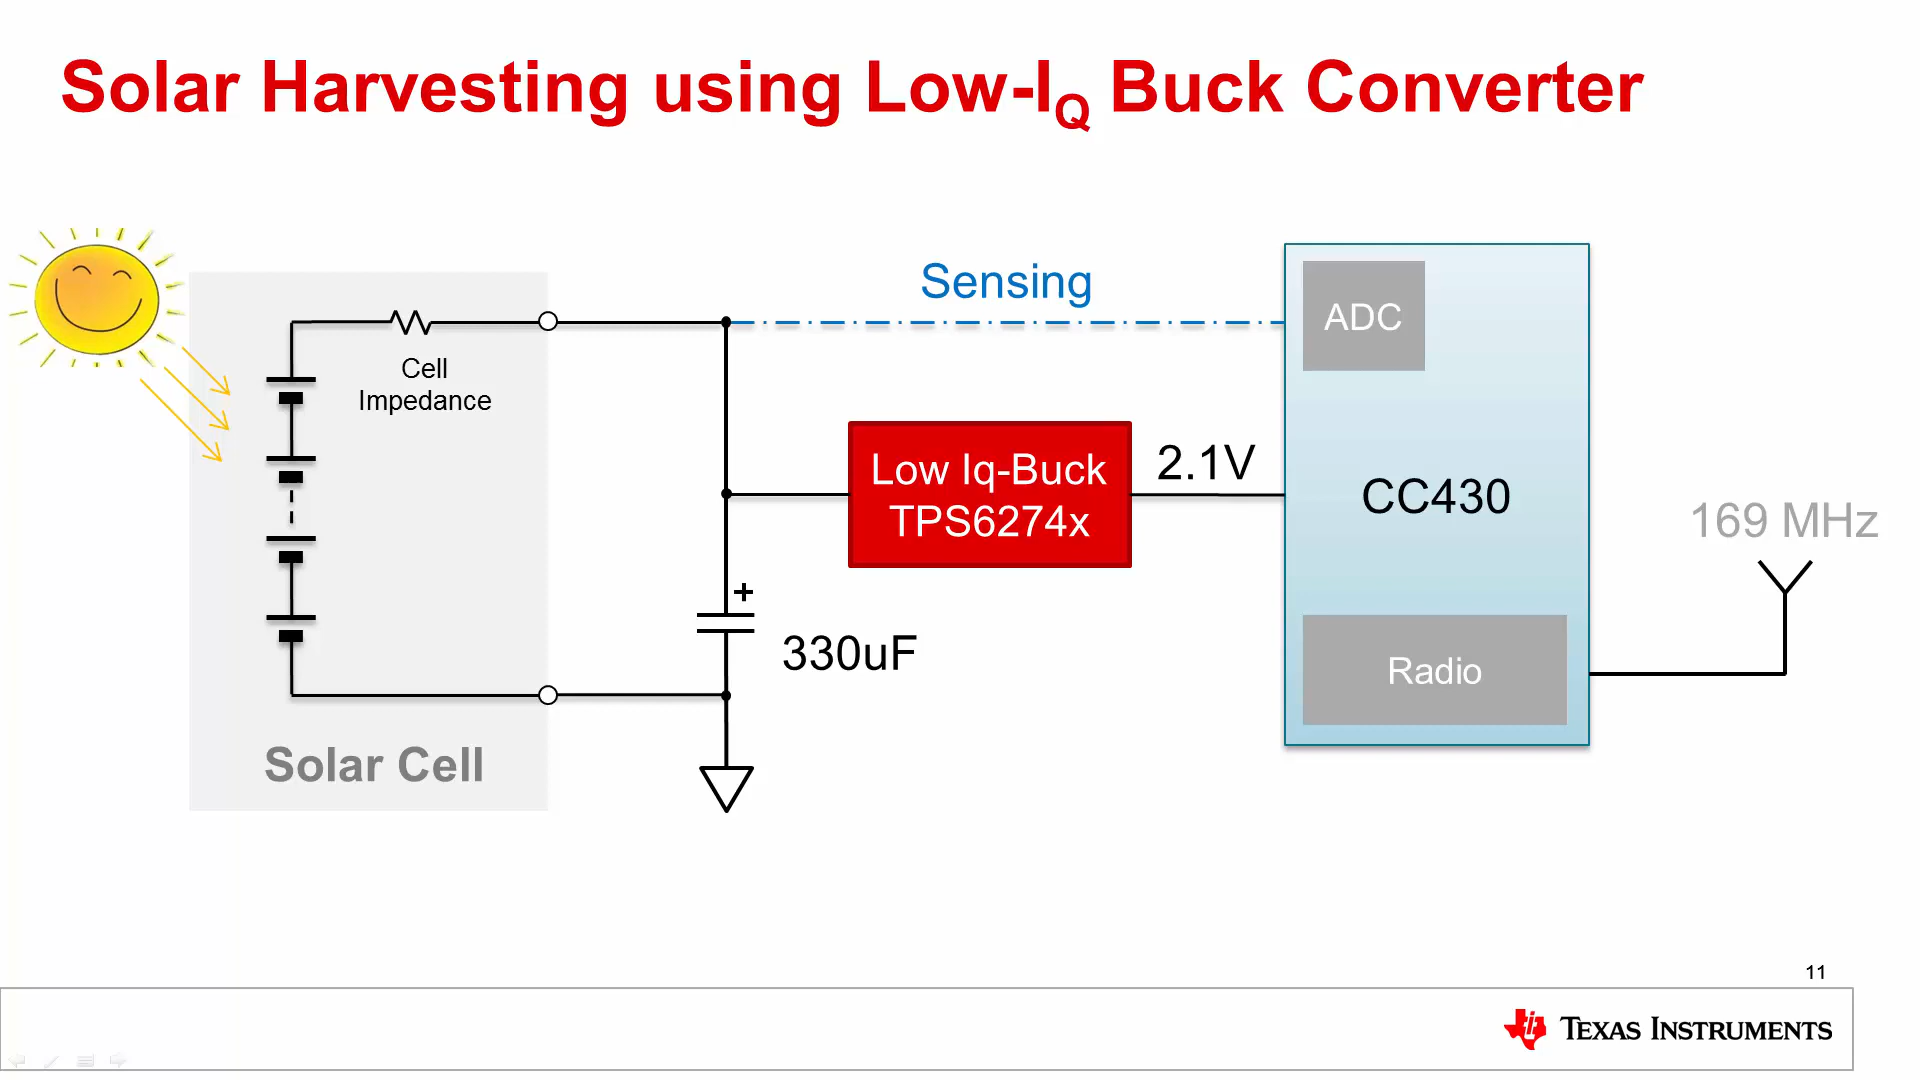 Solar Harvesting using Low-IQ Buck Converter
Sensing
ADC
Cell
Impedance
Low Iq-Buck
TPS6274x
2.1V
CC430
169 MHz
+
330uF
Radio
Solar Cell
11
TEXAS INSTRUMENTS